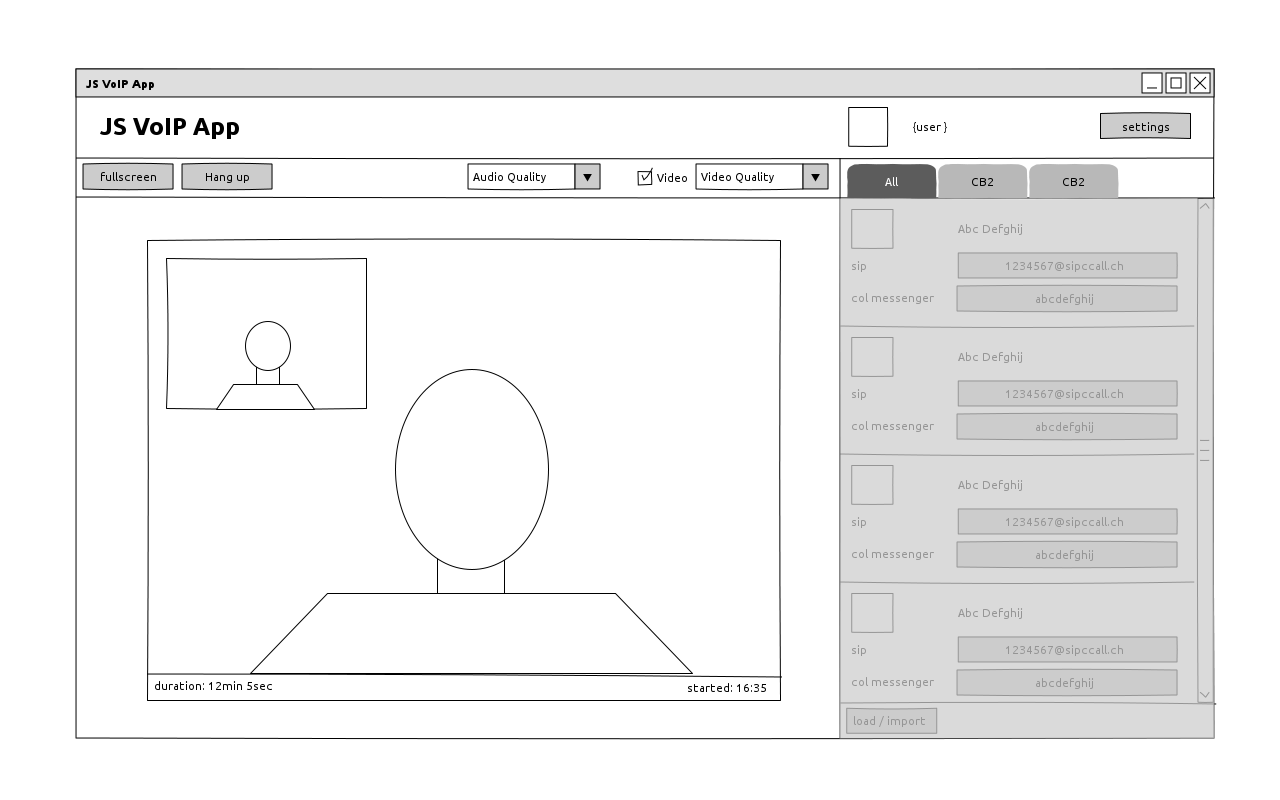 JS VoIP App
JS VoIP App
{user }
settings
fullscreen
Hang up
Audio Quality
Video
Video Quality
All
CB2
CB2
Abc Defghij
sip
1234567@sipccall.ch
col messenger
abcdefghij
Abc Defghij
sip
1234567@sipccall.ch
col messenger
abcdefghij
Abc Defghij
sip
1234567@sipccall.ch
col messenger
abcdefghij
Abc Defghij
sip
1234567@sipccall.ch
col messenger
abcdefghij
duration: 12min 5sec
started: 16:35
load / import